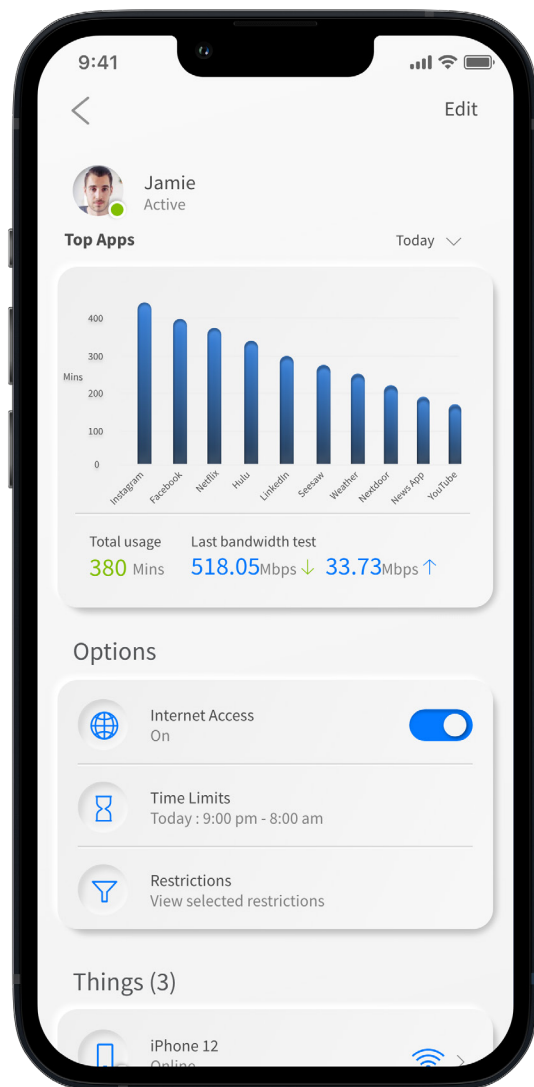 9:41
Edit
Jamie
Active
Top Apps
Today
400
300
Mins
200
100
0
Instagram
Facebook
Netflix
Hulu
LinkedIn
Seesaw
Weather
Nextdoor
News App
YouTube
Total usage
Last bandwidth test
380 Mins
518.05Mbps
33.73Mbps
Options
Internet Access
On
Time Limits
Today : 9:00 pm - 8:00 am
Restrictions
View selected restrictions
Things (3)
iPhone 12
Online